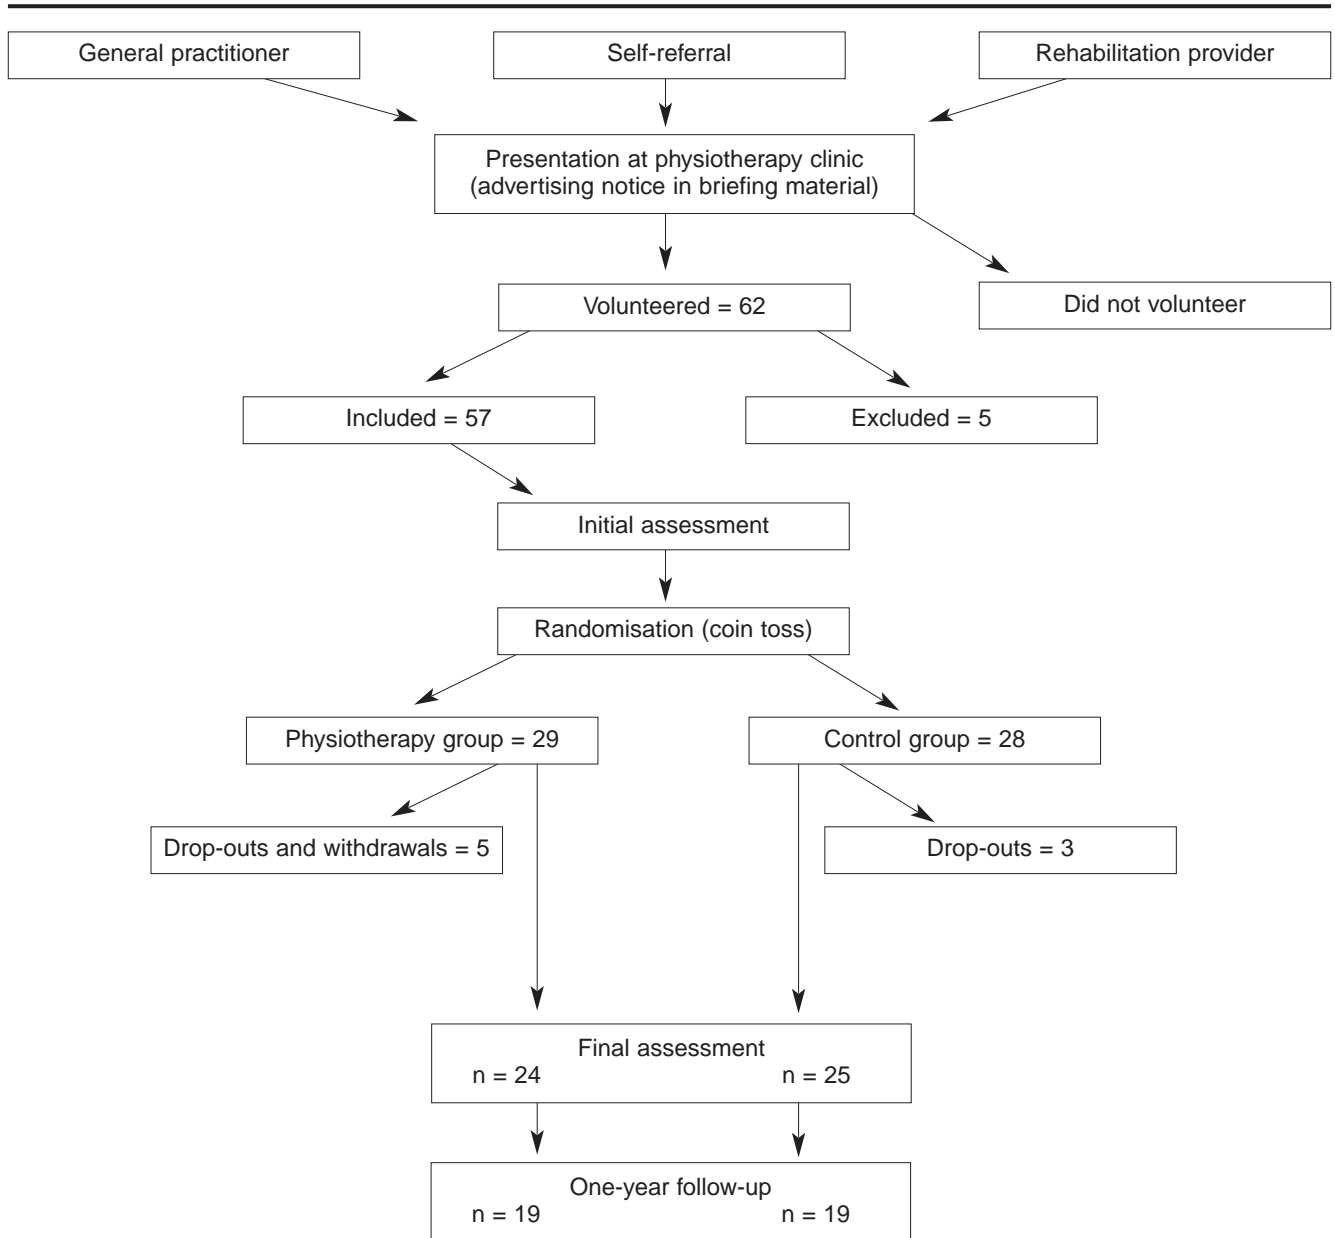 General practitioner
Self-referral
Rehabilitation provider
Presentation at physiotherapy clinic
(advertising notice in briefing material)
Volunteered = 62
Did not volunteer
Included = 57
Excluded = 5
Initial assessment
Randomisation (coin toss)
Physiotherapy group = 29
Control group = 28
Drop-outs and withdrawals = 5
Drop-outs = 3
Final assessment
n = 24
n = 25
One-year follow-up
n = 19
n = 19